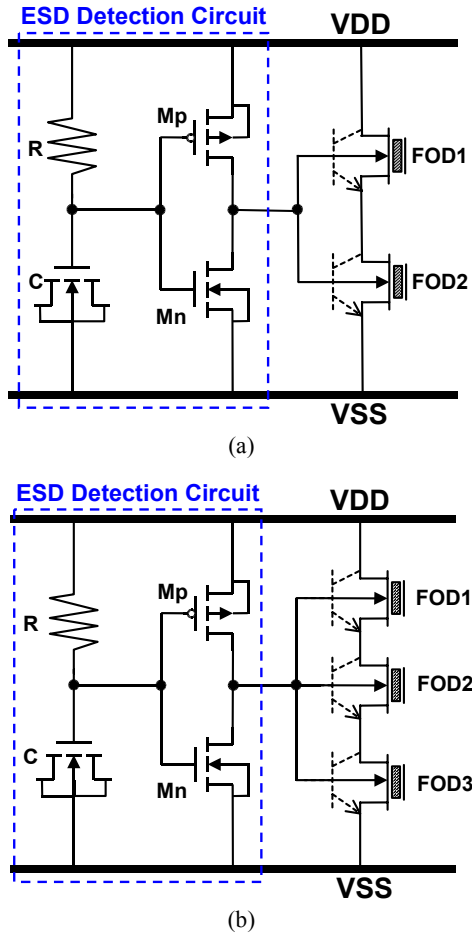 ESD Detection Circuit
VDD
Mp
R
FOD1
C
FOD2
Mn
VSS
(a)
ESD Detection Circuit
VDD
Mp
FOD1
R
FOD2
C
Mn
FOD3
VSS
(b)